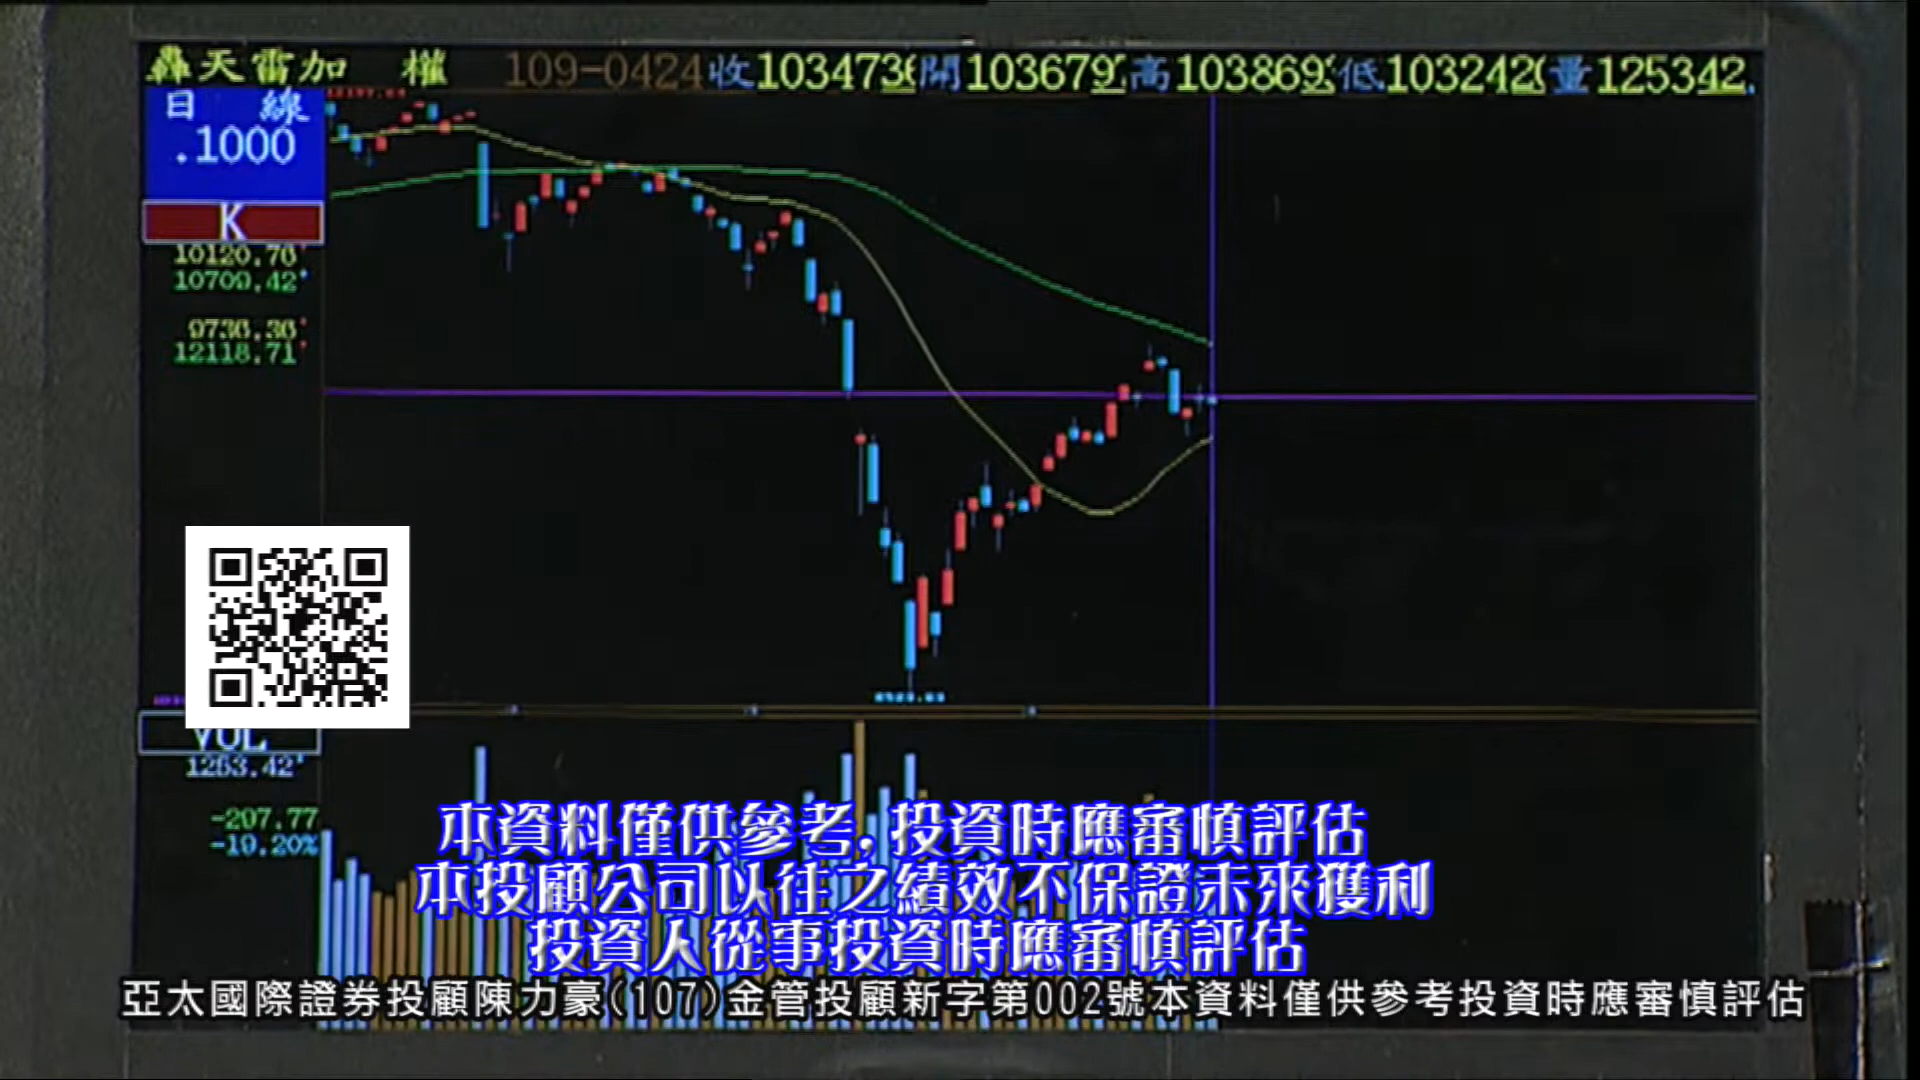 轟天雷加 權 109-0424 收103473 開103679 高103869 低103242 量125342
日 線
.1000
K
10120.76
10709.42
9736.36
12118.71
VOL
1253.42
-207.77
-19.20%
本資料僅供參考,投資時應審慎評估
本投顧公司以往之績效不保證未來獲利
投資人從事投資時應審慎評估
亞太國際證券投顧陳力豪(107)金管投顧新字第002號本資料僅供參考投資時應審慎評估